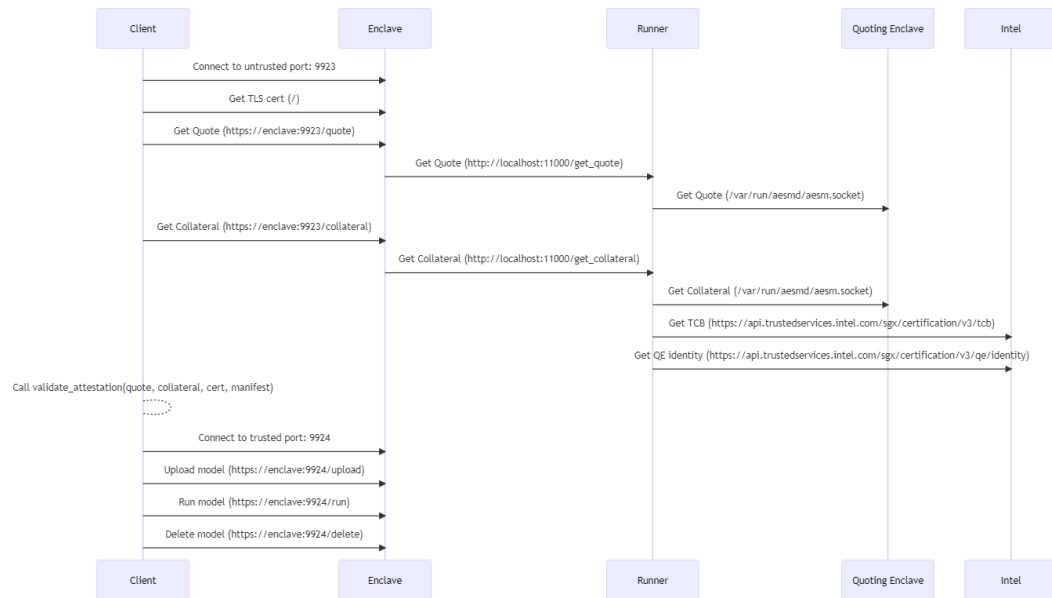 Client Enclave Runner Quoting Enclave Intel
Connect to untrusted port: 9923
Get TLS cert (/)
Get Quote (https://enclave:9923/quote)
Get Quote (http://localhost:11000/get_quote)
Get Quote (/var/run/aesmd/aesm.socket)
Get Collateral (https://enclave:9923/collateral)
Get Collateral (http://localhost:11000/get_collateral)
Get Collateral (/var/run/aesmd/aesm.socket)
Get TCB (https://api.trustedservices.intel.com/sgx/certification/v3/tcb)
Get QE identity (https://api.trustedservices.intel.com/sgx/certification/v3/qe/identity)
Call validate_attestation(quote, collateral, cert, manifest)
Connect to trusted port: 9924
Upload model (https://enclave:9924/upload)
Run model (https://enclave:9924/run)
Delete model (https://enclave:9924/delete)
Client Enclave Runner Quoting Enclave Intel